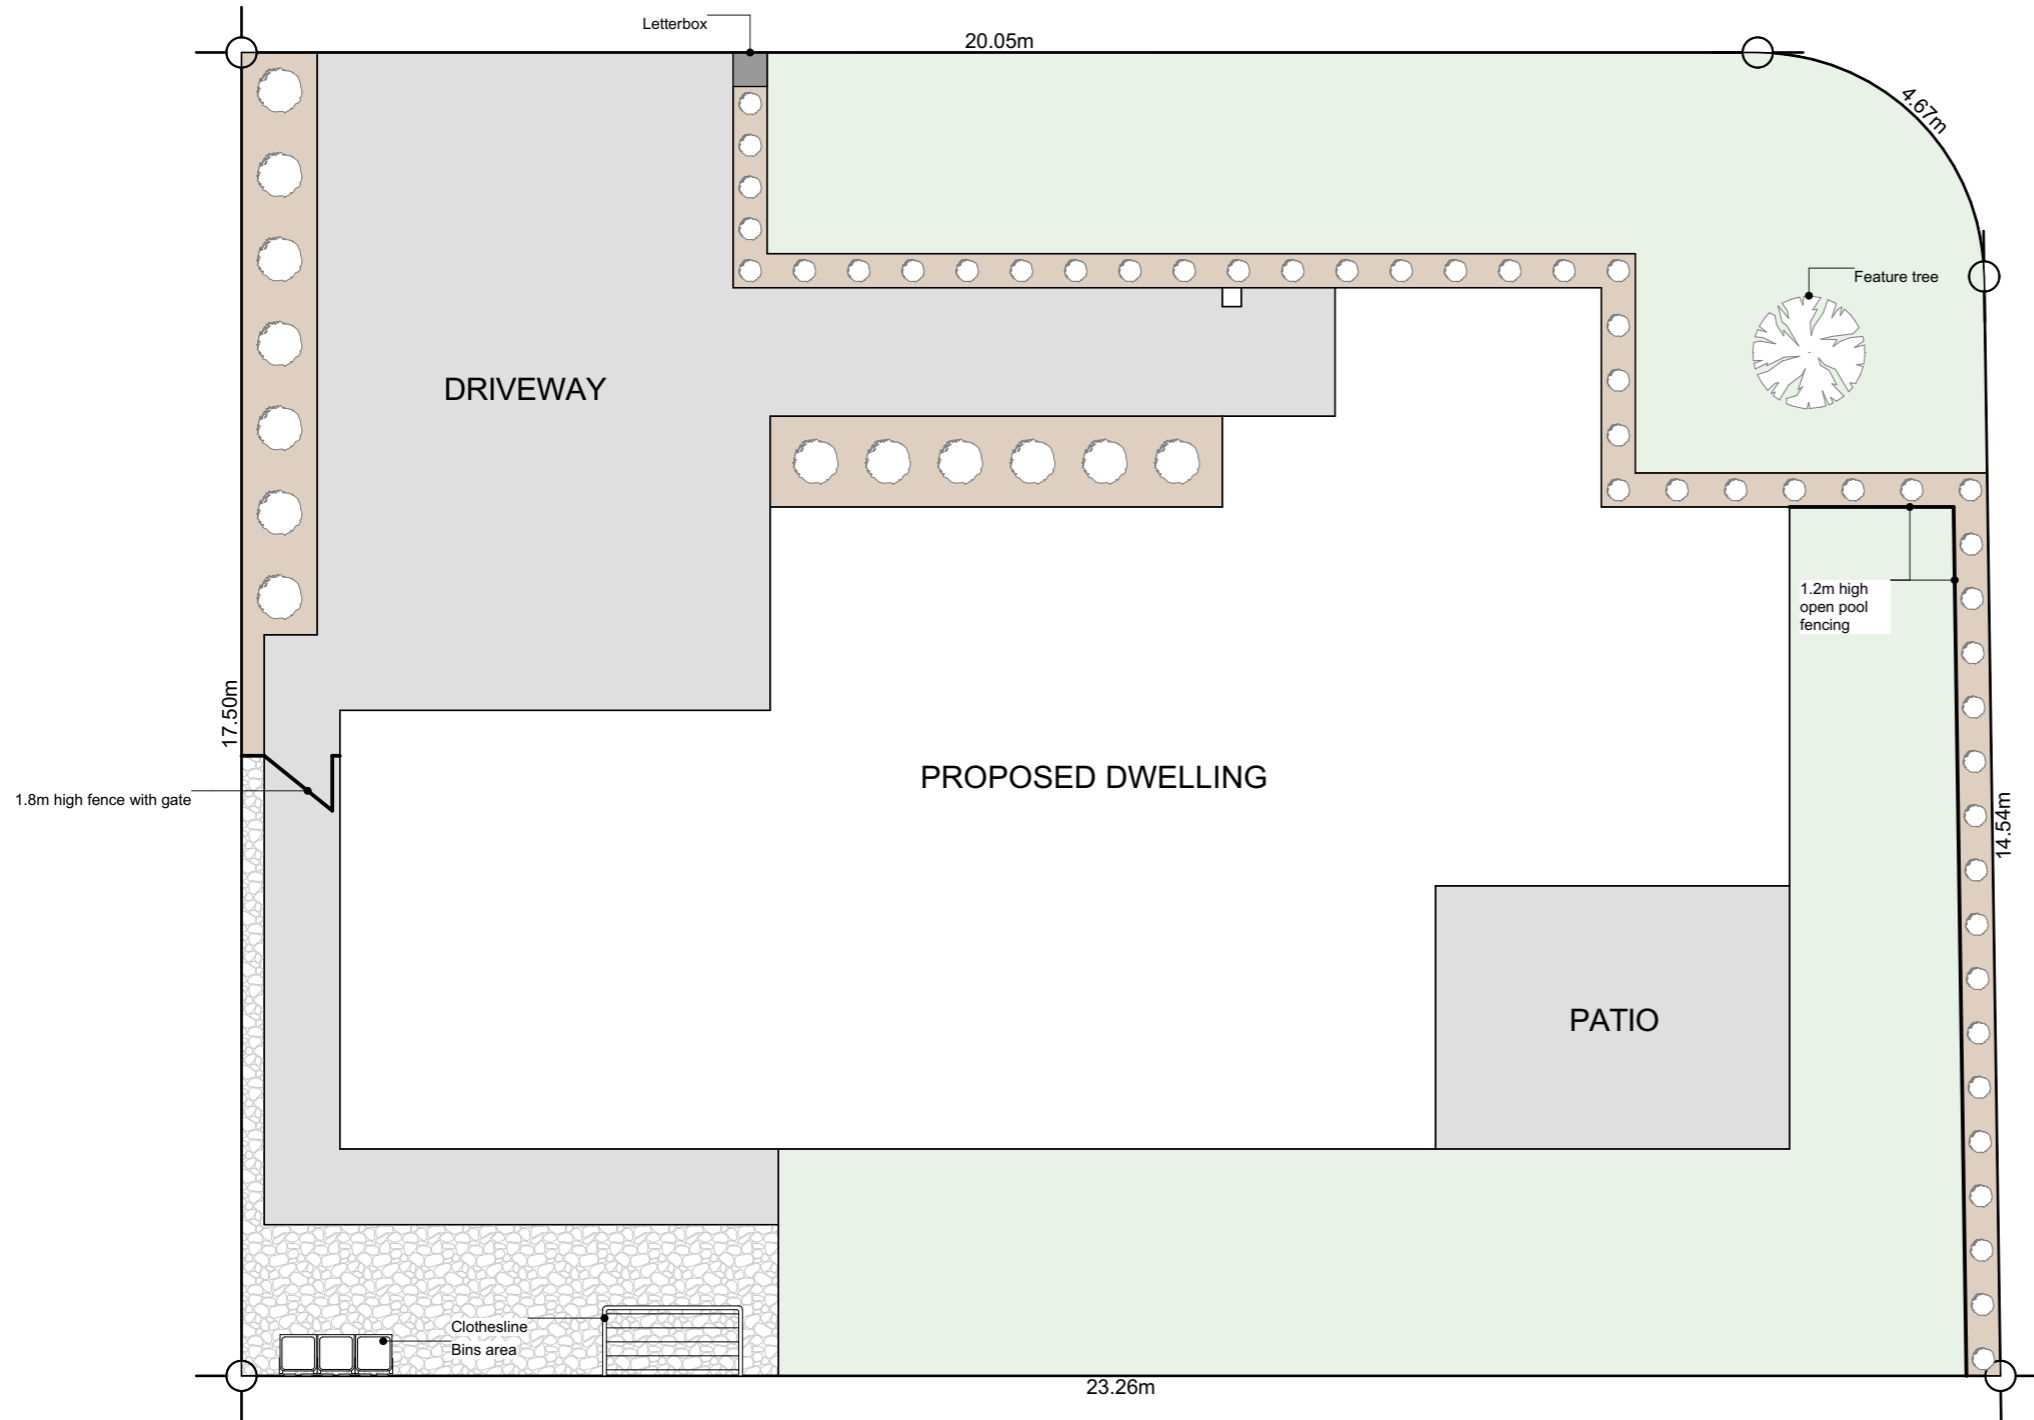 Letterbox
20.05m
4.67m
Feature tree
DRIVEWAY
1.2m high
open pool
fencing
17.50m
PROPOSED DWELLING
1.8m high fence with gate
14.54m
PATIO
Clothesline
Bins area
23.26m